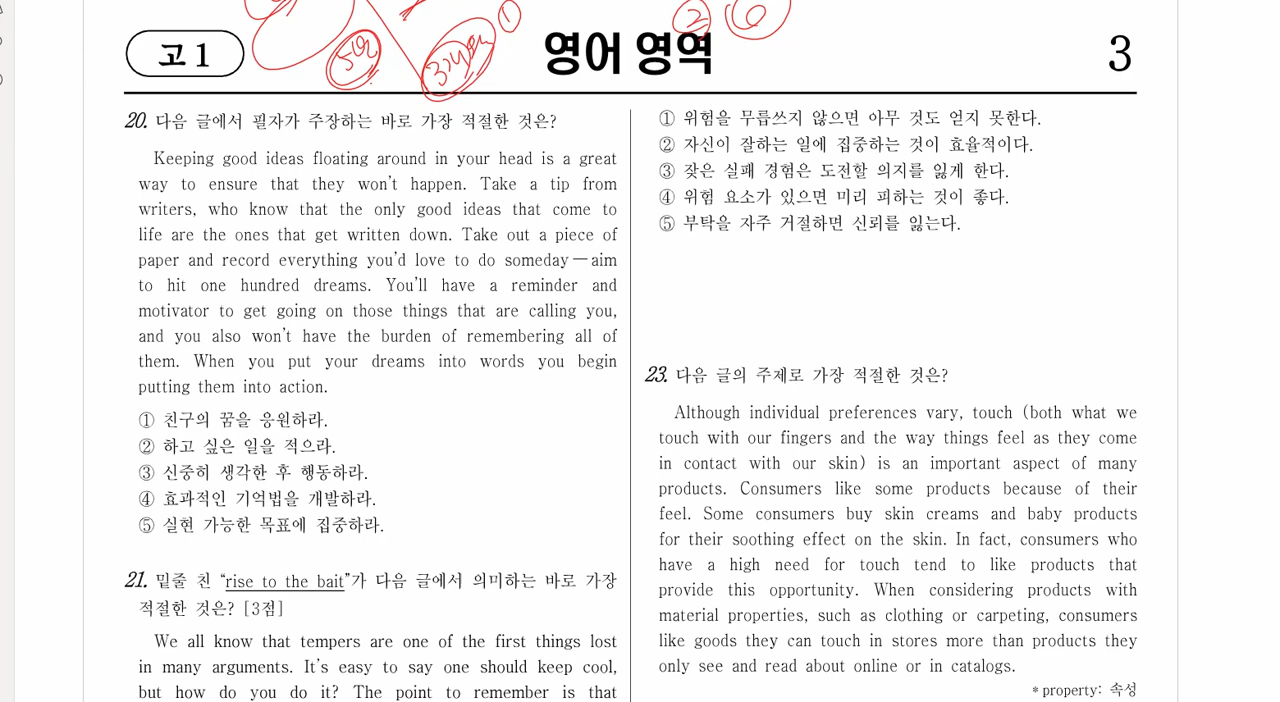 고 1
영어 영역
3
①
②
⑥
20. 다음 글에서 필자가 주장하는 바로 가장 적절한 것은?
Keeping good ideas floating around in your head is a great
way to ensure that they won't happen. Take a tip from
writers, who know that the only good ideas that come to
life are the ones that get written down. Take out a piece of
paper and record everything you'd love to do someday—aim
to hit one hundred dreams. You'll have a reminder and
motivator to get going on those things that are calling you,
and you also won't have the burden of remembering all of
them. When you put your dreams into words you begin
putting them into action.
① 친구의 꿈을 응원하라.
② 하고 싶은 일을 적으라.
③ 신중히 생각한 후 행동하라.
④ 효과적인 기억법을 개발하라.
⑤ 실현 가능한 목표에 집중하라.
21. 밑줄 친 “rise to the bait”가 다음 글에서 의미하는 바로 가장
적절한 것은? [3점]
We all know that tempers are one of the first things lost
in many arguments. It's easy to say one should keep cool,
but how do you do it? The point to remember is that
① 위험을 무릅쓰지 않으면 아무 것도 얻지 못한다.
② 자신이 잘하는 일에 집중하는 것이 효율적이다.
③ 잦은 실패 경험은 도전할 의지를 잃게 한다.
④ 위험 요소가 있으면 미리 피하는 것이 좋다.
⑤ 부탁을 자주 거절하면 신뢰를 잃는다.
23. 다음 글의 주제로 가장 적절한 것은?
Although individual preferences vary, touch (both what we
touch with our fingers and the way things feel as they come
in contact with our skin) is an important aspect of many
products. Consumers like some products because of their
feel. Some consumers buy skin creams and baby products
for their soothing effect on the skin. In fact, consumers who
have a high need for touch tend to like products that
provide this opportunity. When considering products with
material properties, such as clothing or carpeting, consumers
like goods they can touch in stores more than products they
only see and read about online or in catalogs.
* property: 속성